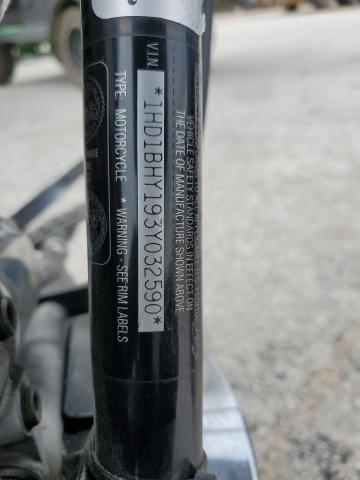 VEHICLE SAFETY STANDARDS IN EFFECT ON
THE DATE OF MANUFACTURE SHOWN ABOVE
V.I.N.
*1HD1BHY193Y032590*
TYPE: MOTORCYCLE *WARNING - SEE RIM LABELS